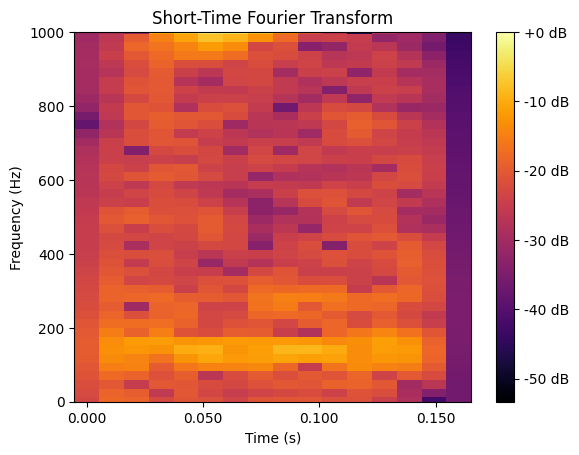 Short-Time Fourier Transform
1000
800
600
400
200
0
Frequency (Hz)
0.000
0.050
0.100
0.150
Time (s)
+0 dB
-10 dB
-20 dB
-30 dB
-40 dB
-50 dB